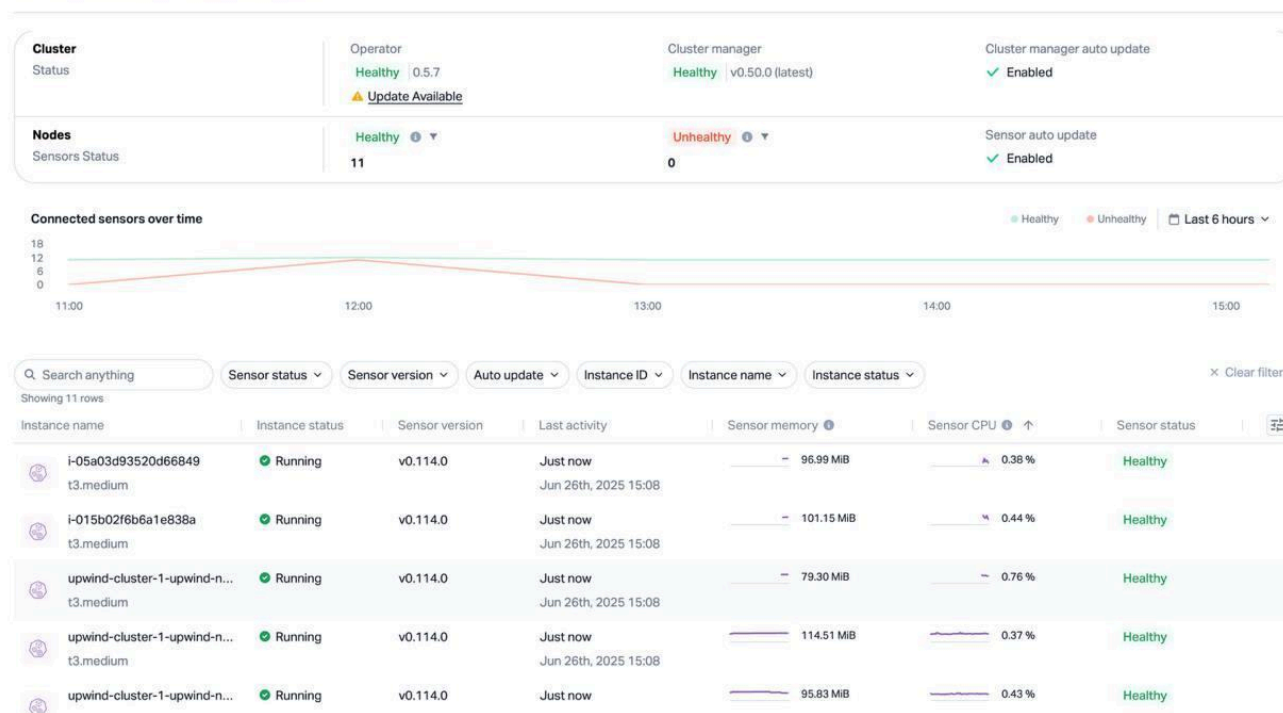 Cluster
Status
Operator
Healthy 0.5.7
Update Available
Cluster manager
Healthy v0.50.0 (latest)
Cluster manager auto update
Enabled
Nodes
Sensors Status
Healthy
11
Unhealthy
0
Sensor auto update
Enabled
Connected sensors over time
Healthy Unhealthy Last 6 hours
18
12
6
0
11:00 12:00 13:00 14:00 15:00
Search anything Sensor status Sensor version Auto update Instance ID Instance name Instance status Clear filter
Showing 11 rows
Instance name Instance status Sensor version Last activity Sensor memory Sensor CPU Sensor status
i-05a03d93520d66849 Running v0.114.0 Just now 96.99 MiB 0.38 % Healthy
t3.medium Jun 26th, 2025 15:08
i-015b02f6b6a1e838a Running v0.114.0 Just now 101.15 MiB 0.44 % Healthy
t3.medium Jun 26th, 2025 15:08
upwind-cluster-1-upwind-n... Running v0.114.0 Just now 79.30 MiB 0.76 % Healthy
t3.medium Jun 26th, 2025 15:08
upwind-cluster-1-upwind-n... Running v0.114.0 Just now 114.51 MiB 0.37 % Healthy
t3.medium Jun 26th, 2025 15:08
upwind-cluster-1-upwind-n... Running v0.114.0 Just now 95.83 MiB 0.43 % Healthy